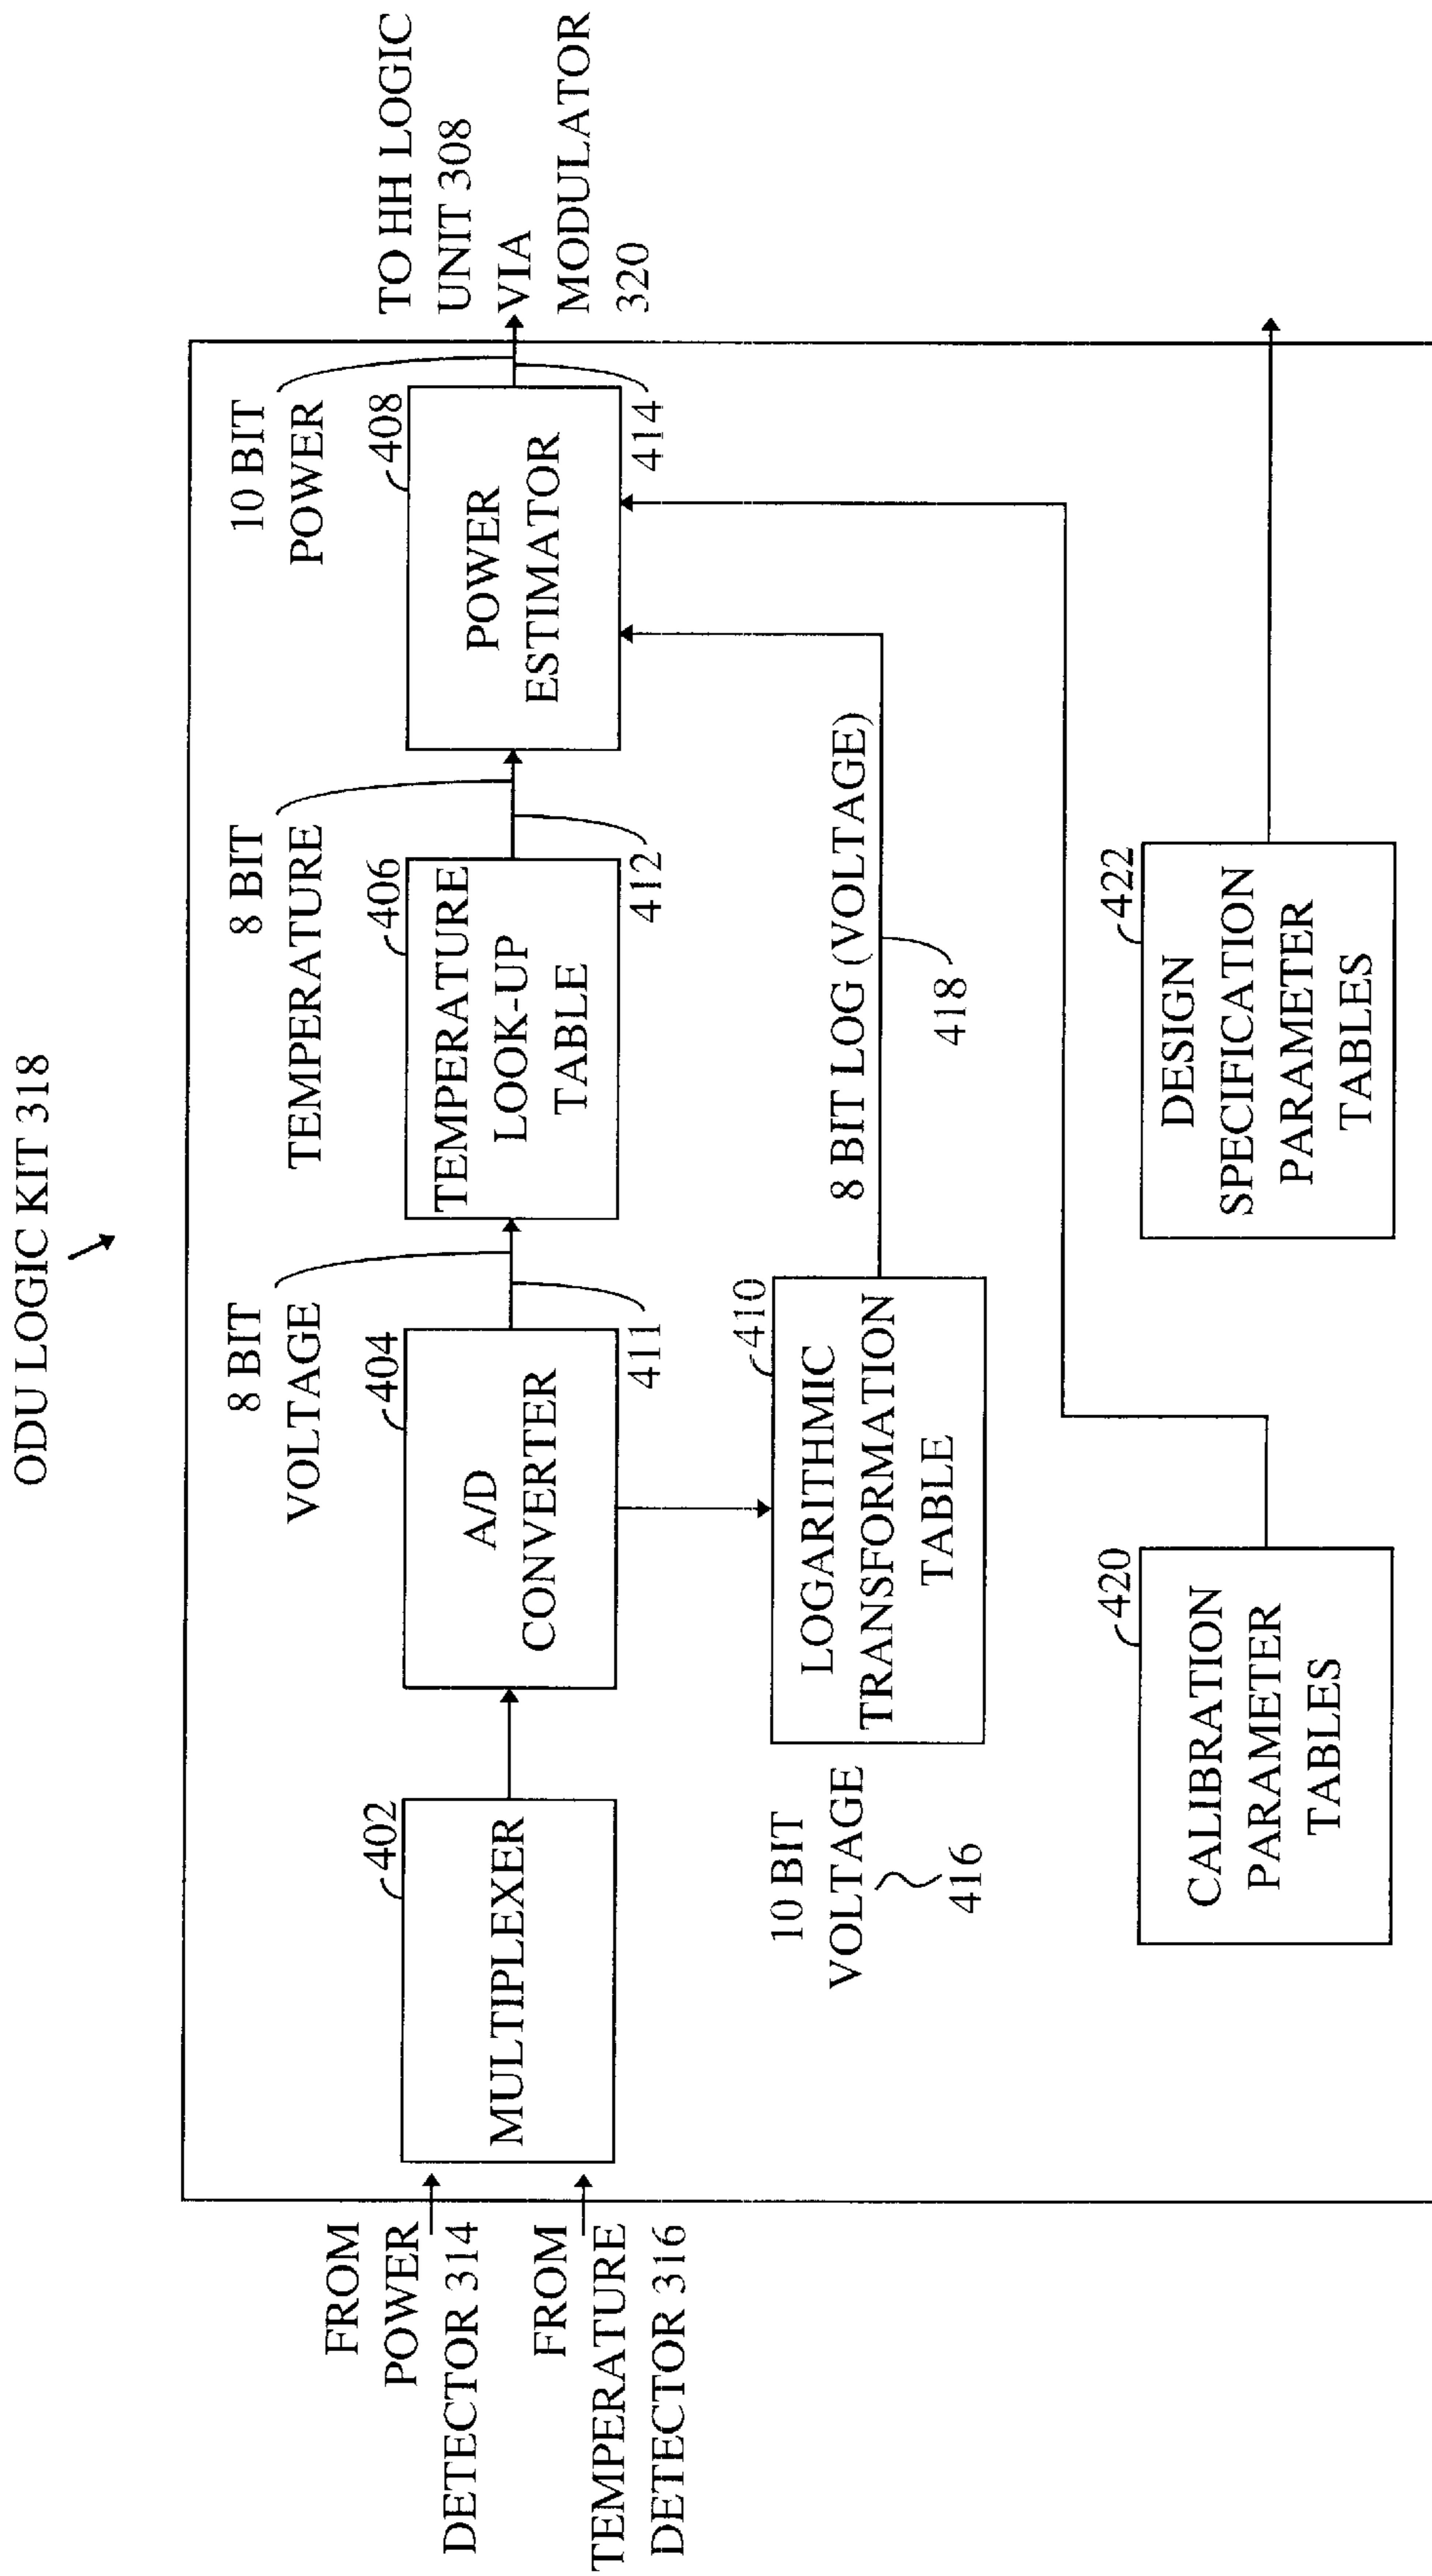 ODU LOGIC KIT 318
FROM
POWER
DETECTOR 314
FROM
TEMPERATURE
DETECTOR 316
402
MULTIPLEXER
8 BIT
VOLTAGE
404
A/D
CONVERTER
411
8 BIT
TEMPERATURE
406
TEMPERATURE
LOOK-UP
TABLE
412
10 BIT
POWER
408
POWER
ESTIMATOR
414
TO HH LOGIC
UNIT 308
VIA
MODULATOR
320
10 BIT
VOLTAGE
416
410
LOGARITHMIC
TRANSFORMATION
TABLE
8 BIT LOG (VOLTAGE)
418
420
CALIBRATION
PARAMETER
TABLES
422
DESIGN
SPECIFICATION
PARAMETER
TABLES